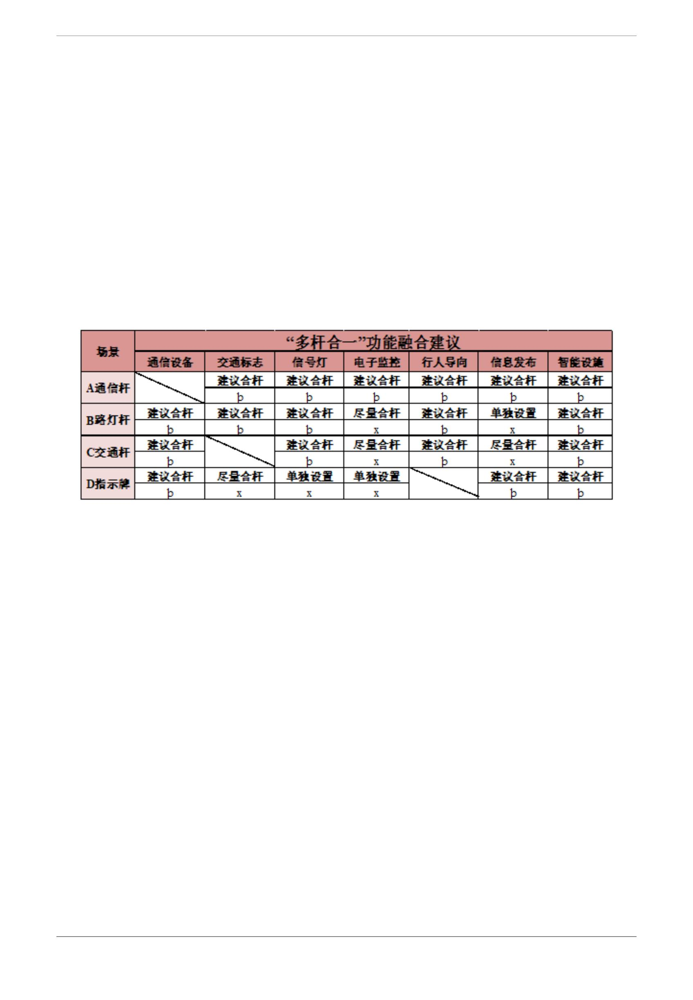 “多杆合一”功能融合建议
场景 通信设备 交通标志 信号灯 电子监控 行人导向 信息发布 智能设施
A通信杆 建议合杆 建议合杆 建议合杆 建议合杆 建议合杆 建议合杆
þ þ þ þ þ þ
B路灯杆 建议合杆 建议合杆 建议合杆 尽量合杆 建议合杆 单独设置 建议合杆
þ þ þ x þ x þ
C交通杆 建议合杆 建议合杆 尽量合杆 建议合杆 尽量合杆 建议合杆
þ þ x þ x þ
D指示牌 建议合杆 尽量合杆 单独设置 单独设置 建议合杆 建议合杆
þ x x x þ þ